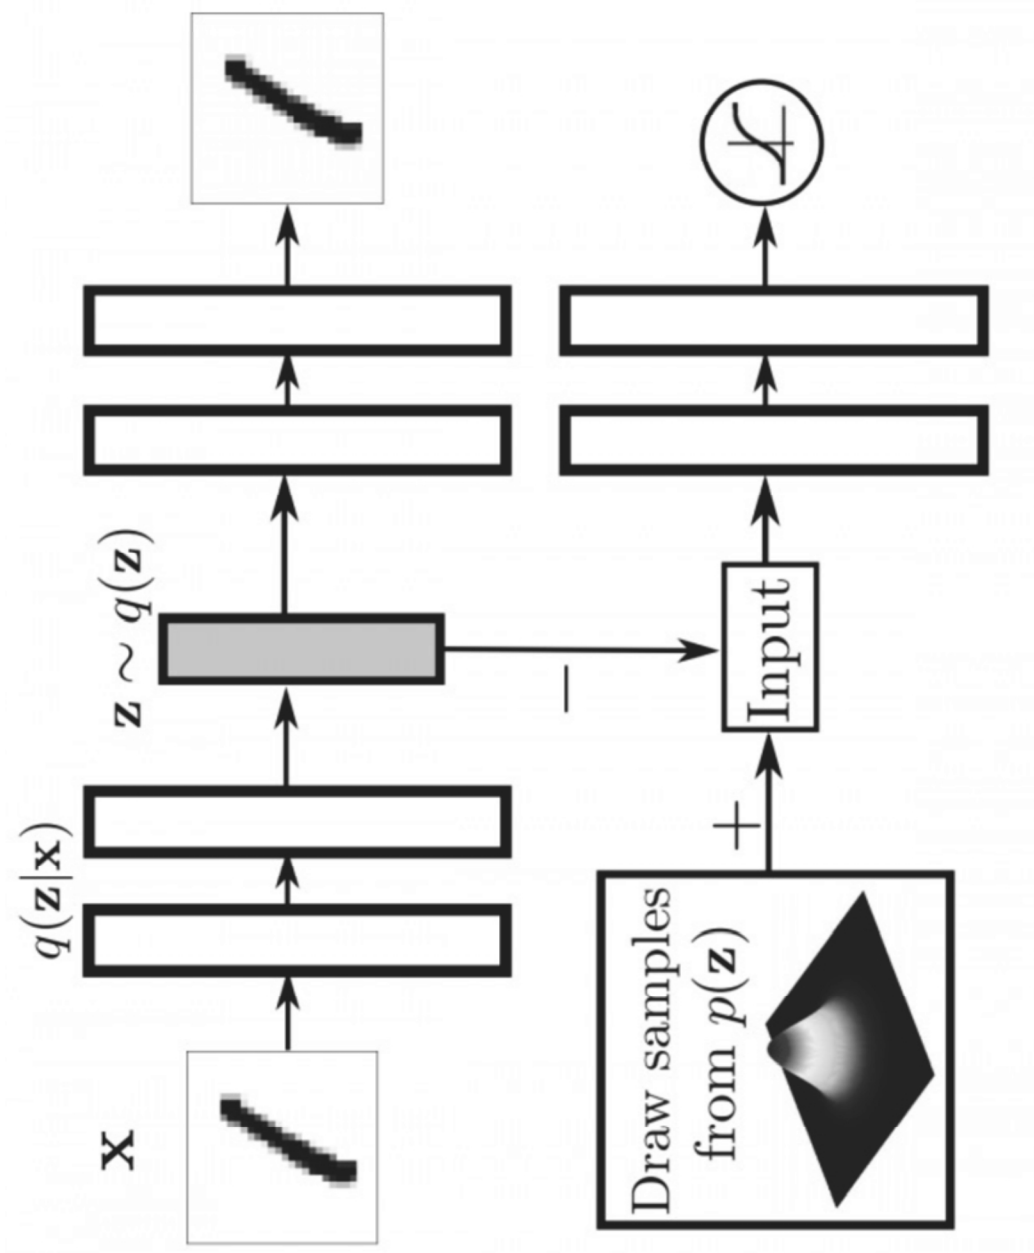 x
q(z|x)
z ∼ q(z)
−
Draw samples
from p(z)
+
Input